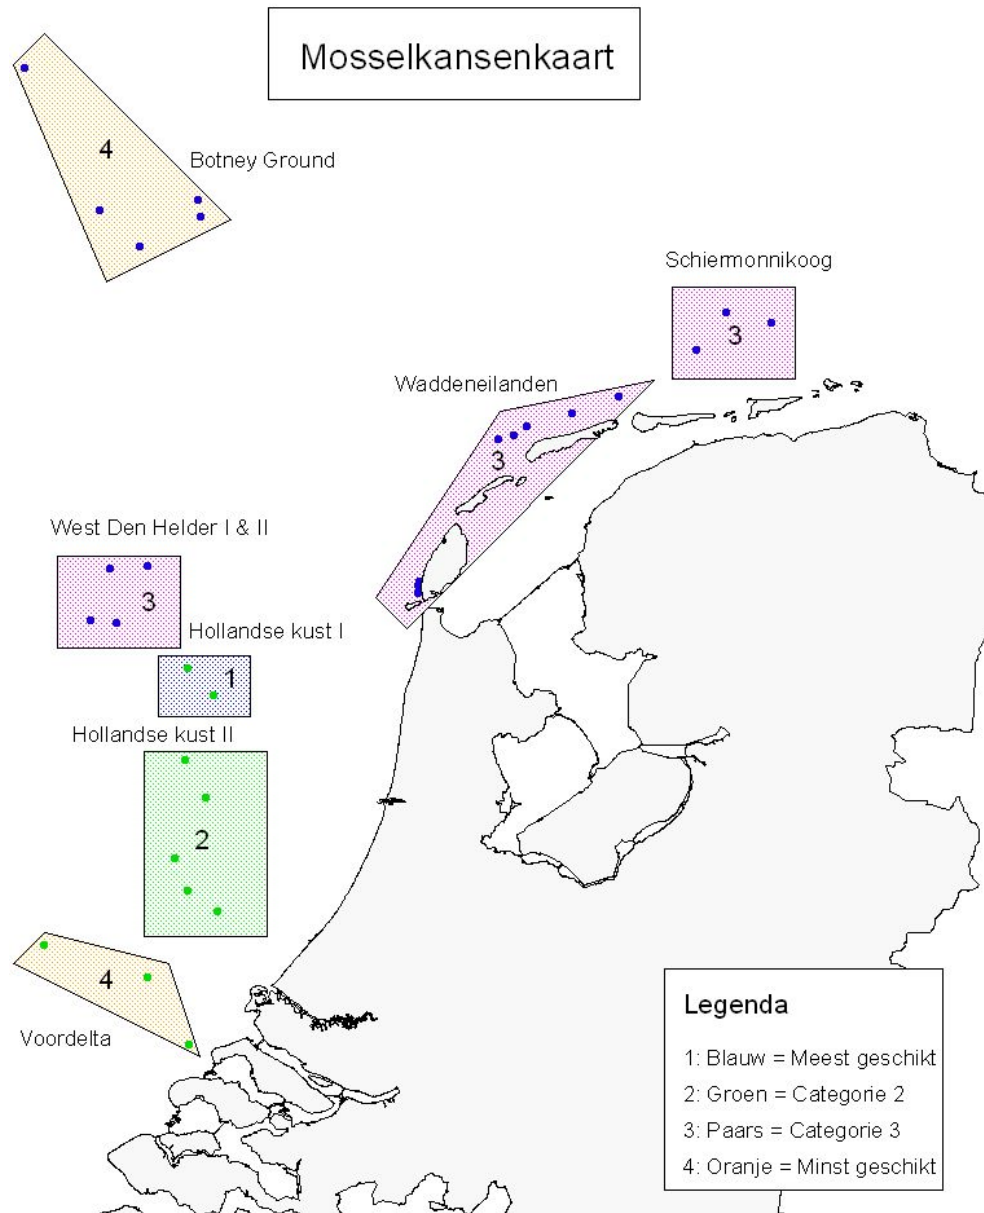 Mosselkansenkaart
4
Botney Ground
Schiermonnikoog
3
Waddeneilanden
3
West Den Helder I & II
3
Hollandse kust I
1
Hollandse kust II
2
4
Voordelta
Legenda
1: Blauw = Meest geschikt
2: Groen = Categorie 2
3: Paars = Categorie 3
4: Oranje = Minst geschikt